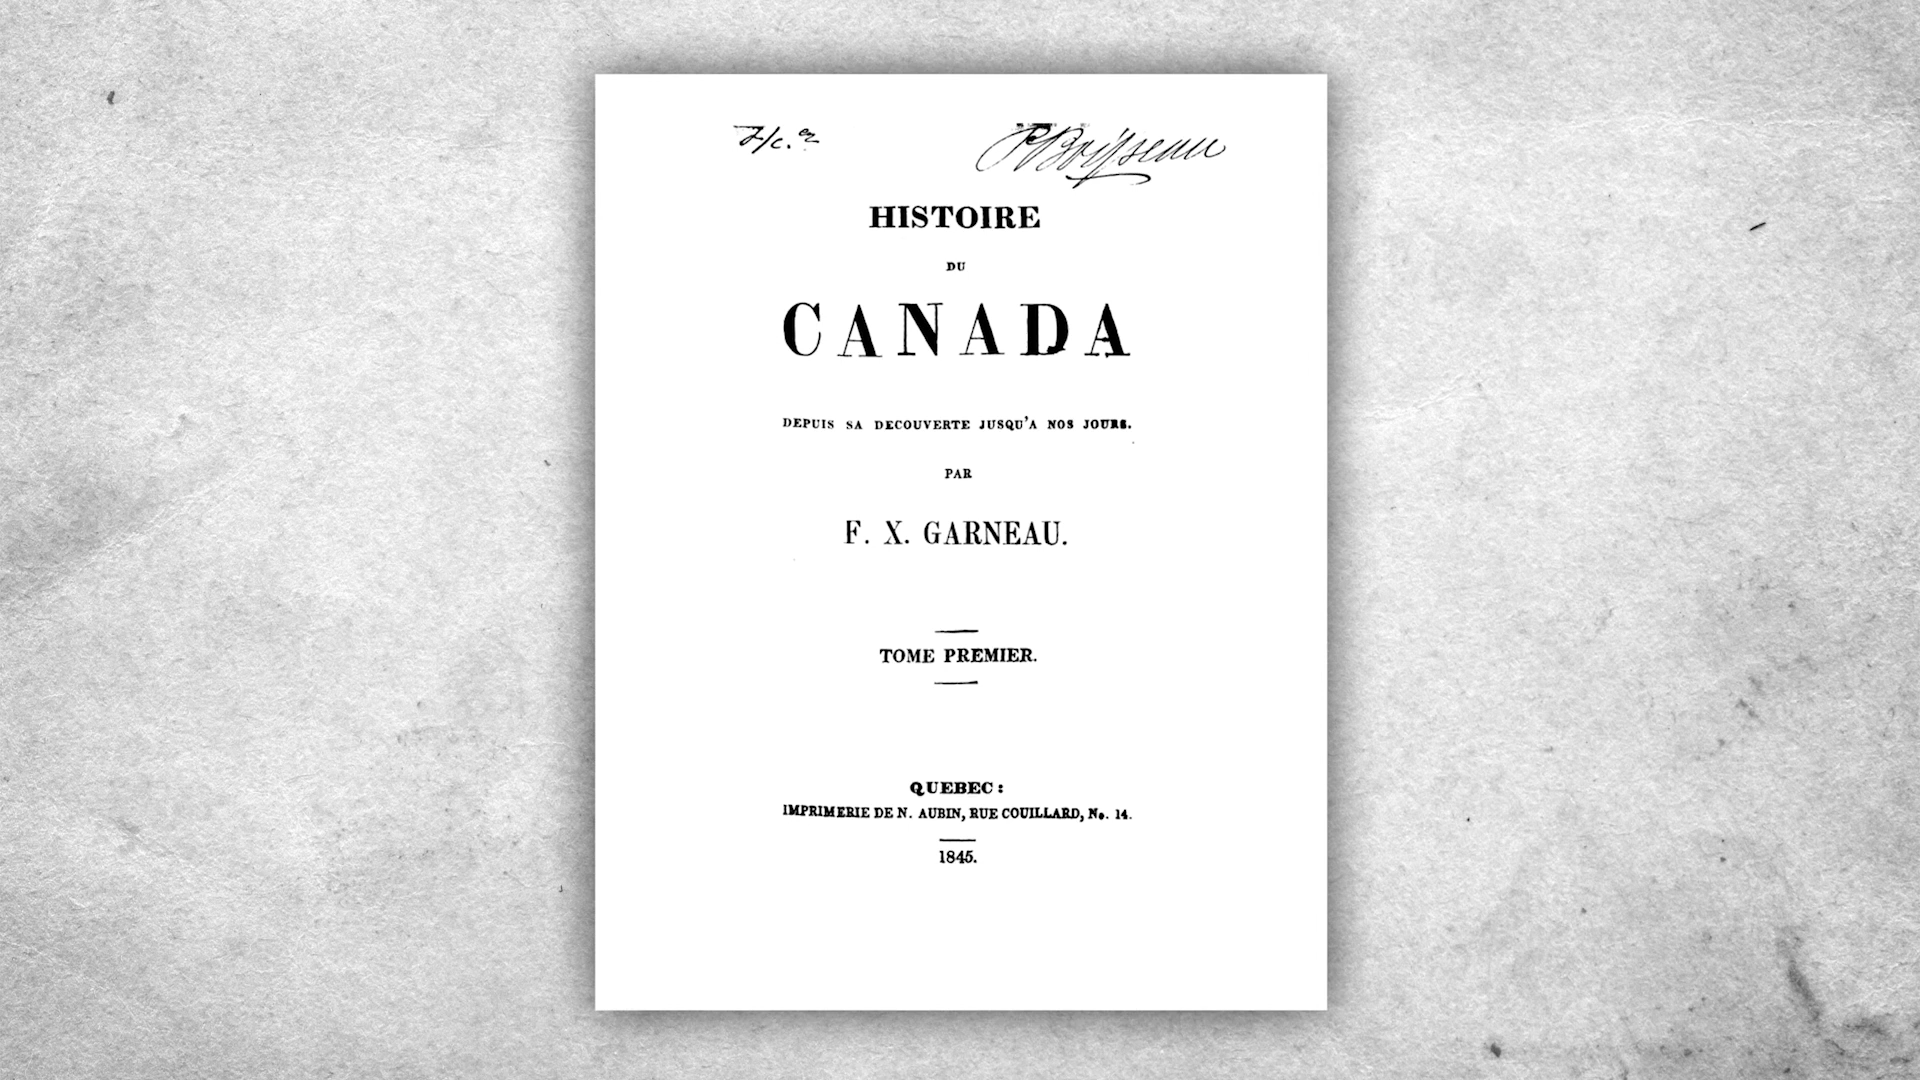 HISTOIRE
DU
CANADA
DEPUIS SA DECOUVERTE JUSQU'A NOS JOURS.
PAR
F. X. GARNEAU.
TOME PREMIER.
QUEBEC :
IMPRIMERIE DE N. AUBIN, RUE COUILLARD, No. 14.
1845.